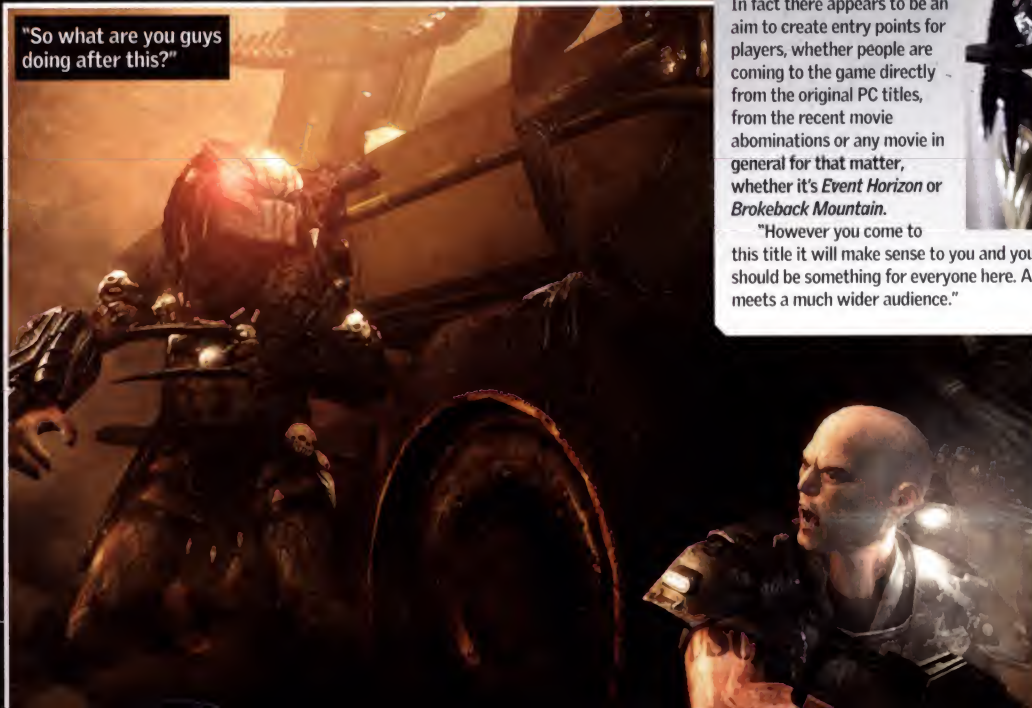 "So what are you guys
doing after this?"
In fact there appears to be an
aim to create entry points for
players, whether people are
coming to the game directly
from the original PC titles,
from the recent movie
abominations or any movie in
general for that matter,
whether it's Event Horizon or
Brokeback Mountain.
"However you come to
this title it will make sense to you and you
should be something for everyone here. A
meets a much wider audience."